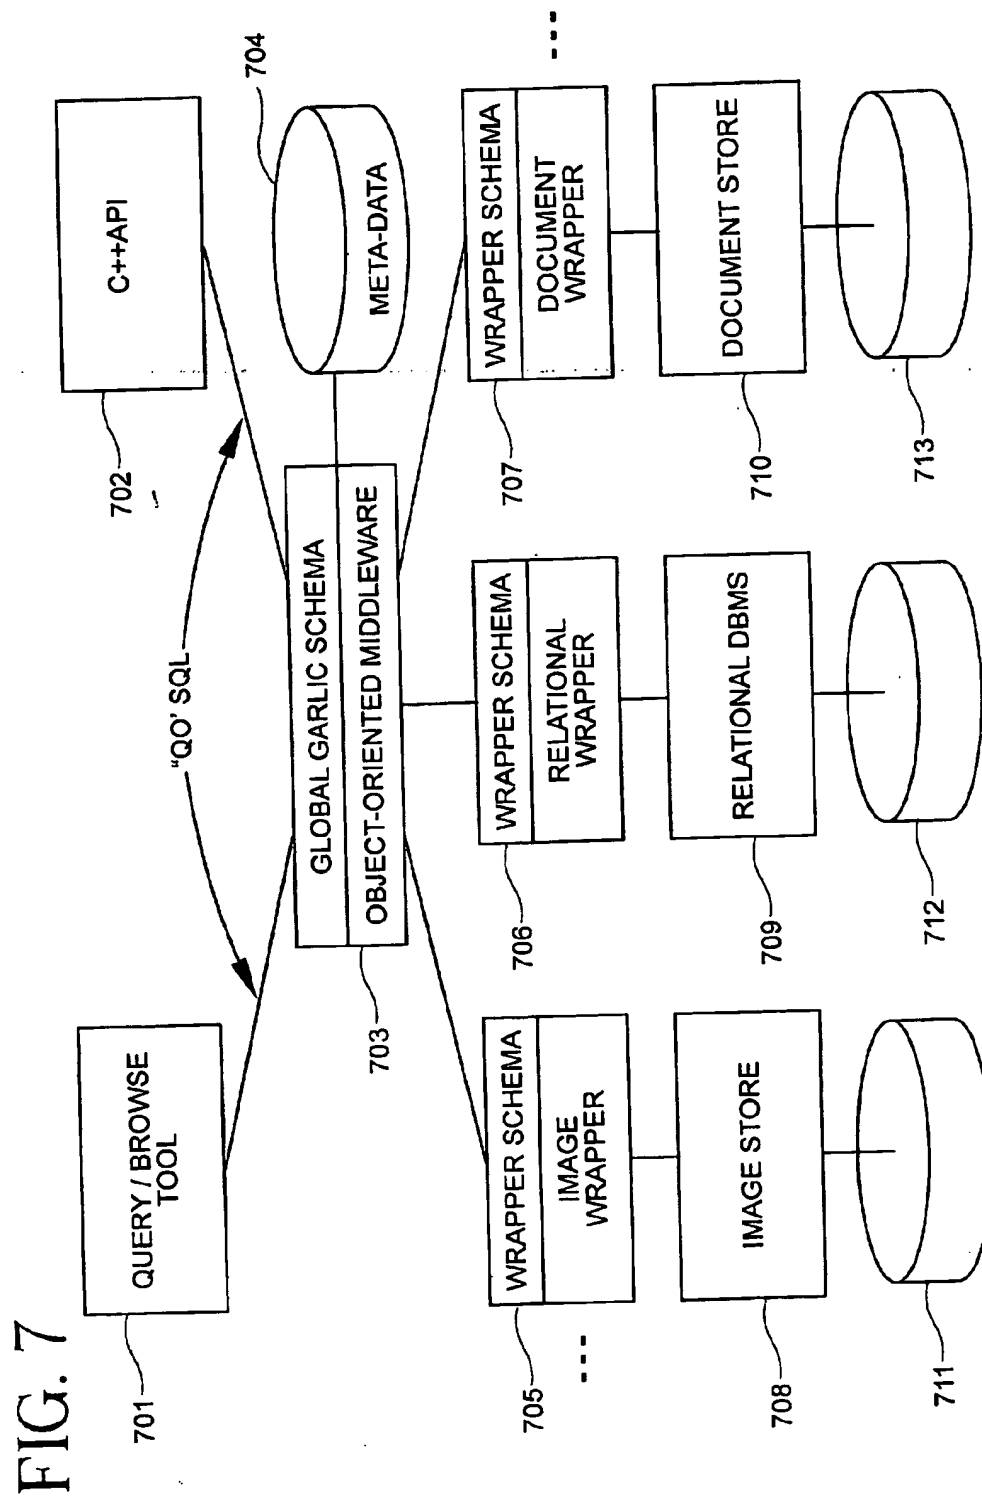 FIG. 7
701
QUERY / BROWSE
TOOL
"QO' SQL
702
C++API
703
GLOBAL GARLIC SCHEMA
OBJECT-ORIENTED MIDDLEWARE
704
META-DATA
705
WRAPPER SCHEMA
IMAGE
WRAPPER
706
WRAPPER SCHEMA
RELATIONAL
WRAPPER
707
WRAPPER SCHEMA
DOCUMENT
WRAPPER
708
IMAGE STORE
709
RELATIONAL DBMS
710
DOCUMENT STORE
711
712
713